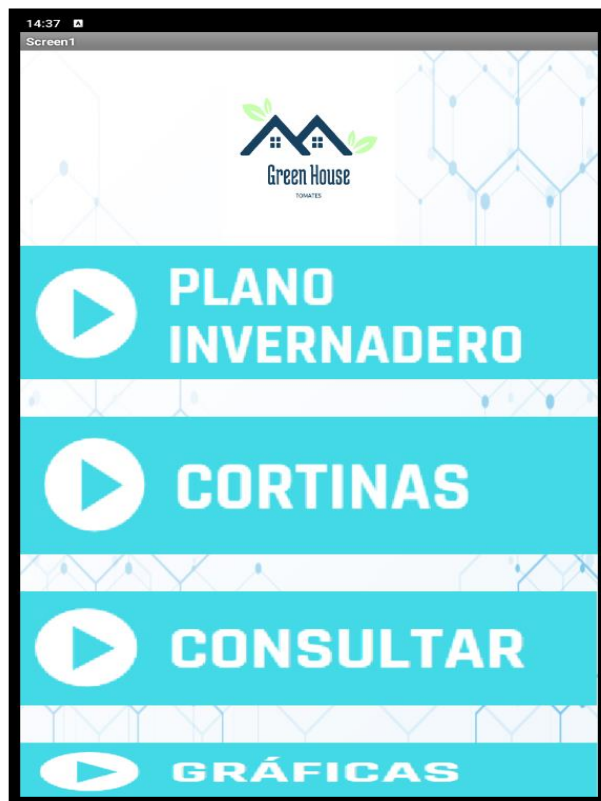 14:37 A
Screen1
Green House
TOMATES
PLANO
INVERNADERO
CORTINAS
CONSULTAR
GRÁFICAS